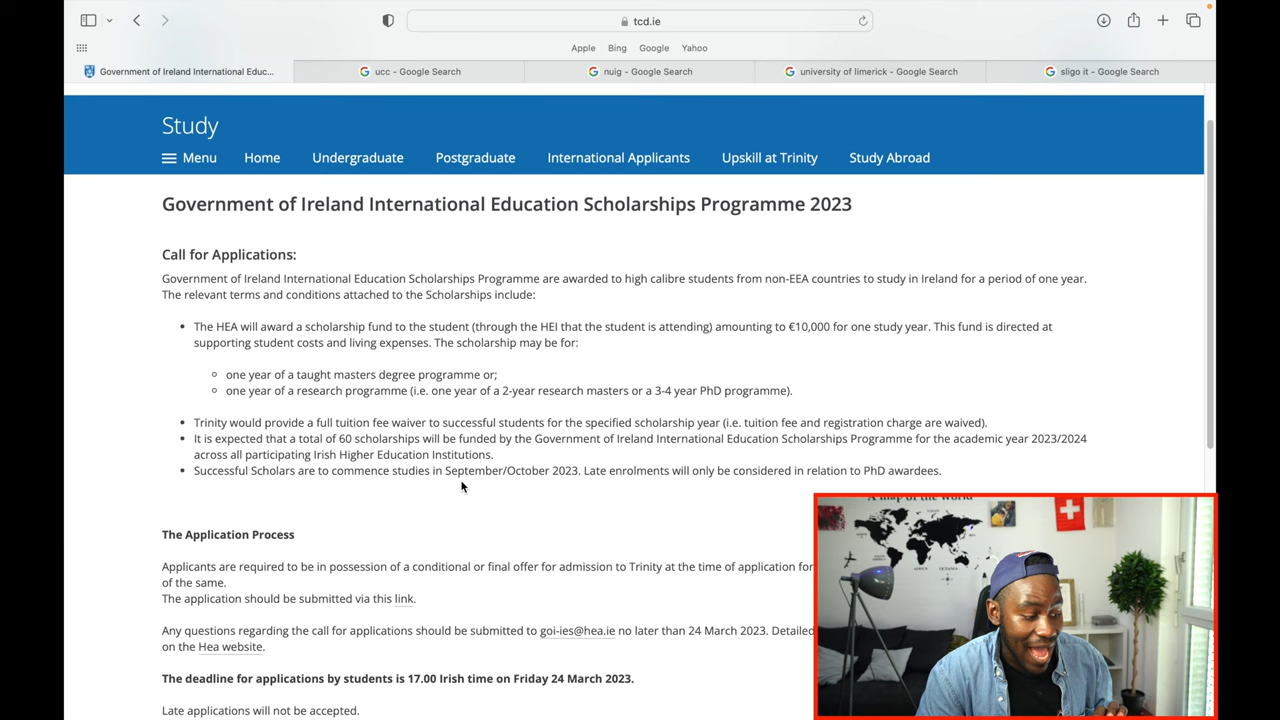 tcd.ie
Apple Bing Google Yahoo
Government of Ireland International Educ... ucc - Google Search nuig - Google Search university of limerick - Google Search sligo it - Google Search
Study
Menu Home Undergraduate Postgraduate International Applicants Upskill at Trinity Study Abroad
Government of Ireland International Education Scholarships Programme 2023
Call for Applications:
Government of Ireland International Education Scholarships Programme are awarded to high calibre students from non-EEA countries to study in Ireland for a period of one year.
The relevant terms and conditions attached to the Scholarships include:
• The HEA will award a scholarship fund to the student (through the HEI that the student is attending) amounting to €10,000 for one study year. This fund is directed at
supporting student costs and living expenses. The scholarship may be for:
◦ one year of a taught masters degree programme or;
◦ one year of a research programme (i.e. one year of a 2-year research masters or a 3-4 year PhD programme).
• Trinity would provide a full tuition fee waiver to successful students for the specified scholarship year (i.e. tuition fee and registration charge are waived).
• It is expected that a total of 60 scholarships will be funded by the Government of Ireland International Education Scholarships Programme for the academic year 2023/2024
across all participating Irish Higher Education Institutions.
• Successful Scholars are to commence studies in September/October 2023. Late enrolments will only be considered in relation to PhD awardees.
The Application Process
Applicants are required to be in possession of a conditional or final offer for admission to Trinity at the time of application for
of the same.
The application should be submitted via this link.
Any questions regarding the call for applications should be submitted to goi-ies@hea.ie no later than 24 March 2023. Detailed
on the Hea website.
The deadline for applications by students is 17.00 Irish time on Friday 24 March 2023.
Late applications will not be accepted.
A map of the world